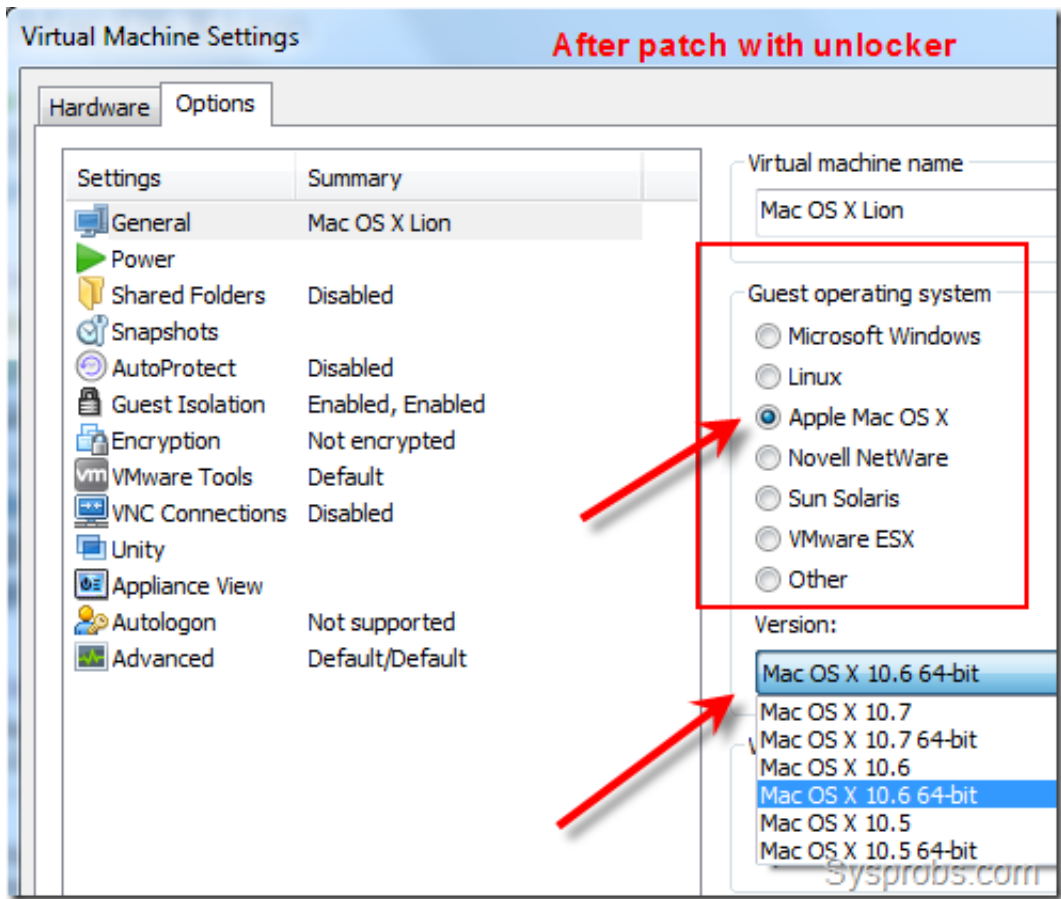 Virtual Machine Settings
After patch with unlocker
Hardware Options
Settings Summary
General Mac OS X Lion
Power
Shared Folders Disabled
Snapshots
AutoProtect Disabled
Guest Isolation Enabled, Enabled
Encryption Not encrypted
vm VMware Tools Default
VNC Connections Disabled
Unity
Appliance View
Autologon Not supported
Advanced Default/Default
Virtual machine name
Mac OS X Lion
Guest operating system
Microsoft Windows
Linux
Apple Mac OS X
Novell NetWare
Sun Solaris
VMware ESX
Other
Version:
Mac OS X 10.6 64-bit
Mac OS X 10.7
Mac OS X 10.7 64-bit
Mac OS X 10.6
Mac OS X 10.6 64-bit
Mac OS X 10.5
Mac OS X 10.5 64-bit
Sysprobs.com